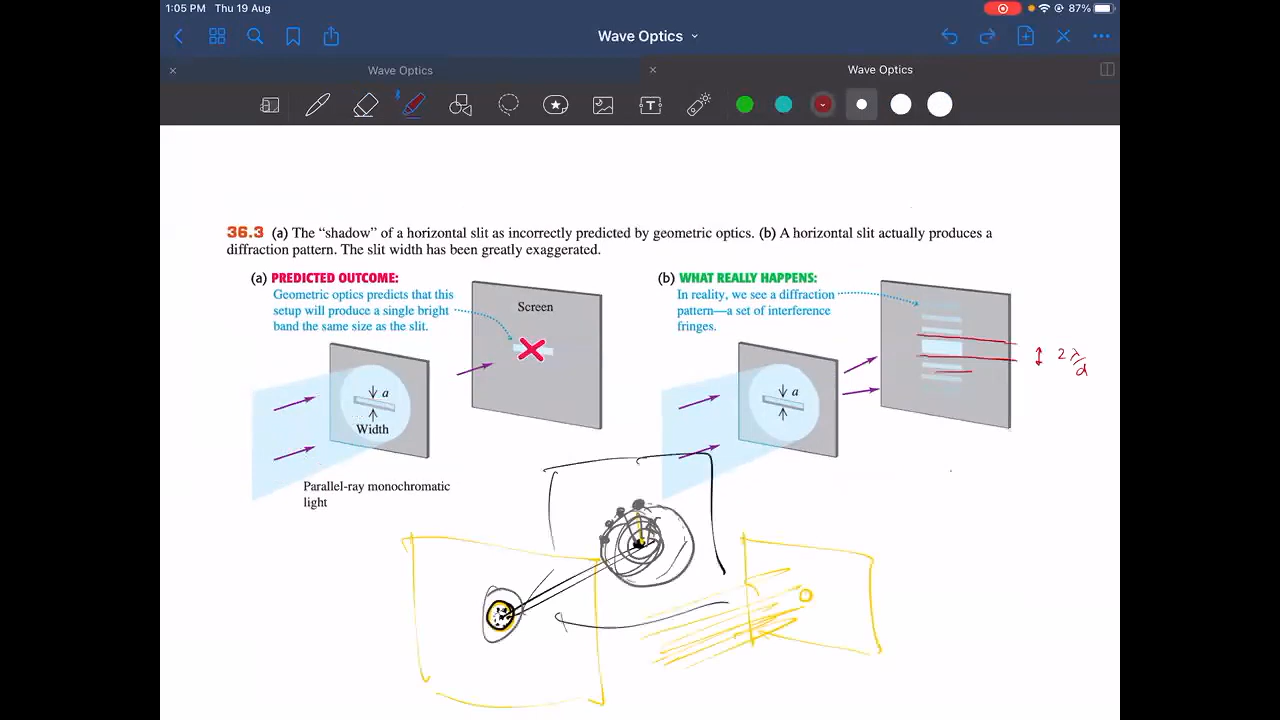 1:05 PM Thu 19 Aug
87%
Wave Optics
Wave Optics
Wave Optics
36.3 (a) The “shadow” of a horizontal slit as incorrectly predicted by geometric optics. (b) A horizontal slit actually produces a
diffraction pattern. The slit width has been greatly exaggerated.
(a) PREDICTED OUTCOME:
Geometric optics predicts that this
setup will produce a single bright
band the same size as the slit.
Screen
a
Width
Parallel-ray monochromatic
light
(b) WHAT REALLY HAPPENS:
In reality, we see a diffraction
pattern—a set of interference
fringes.
a
2 λ/d